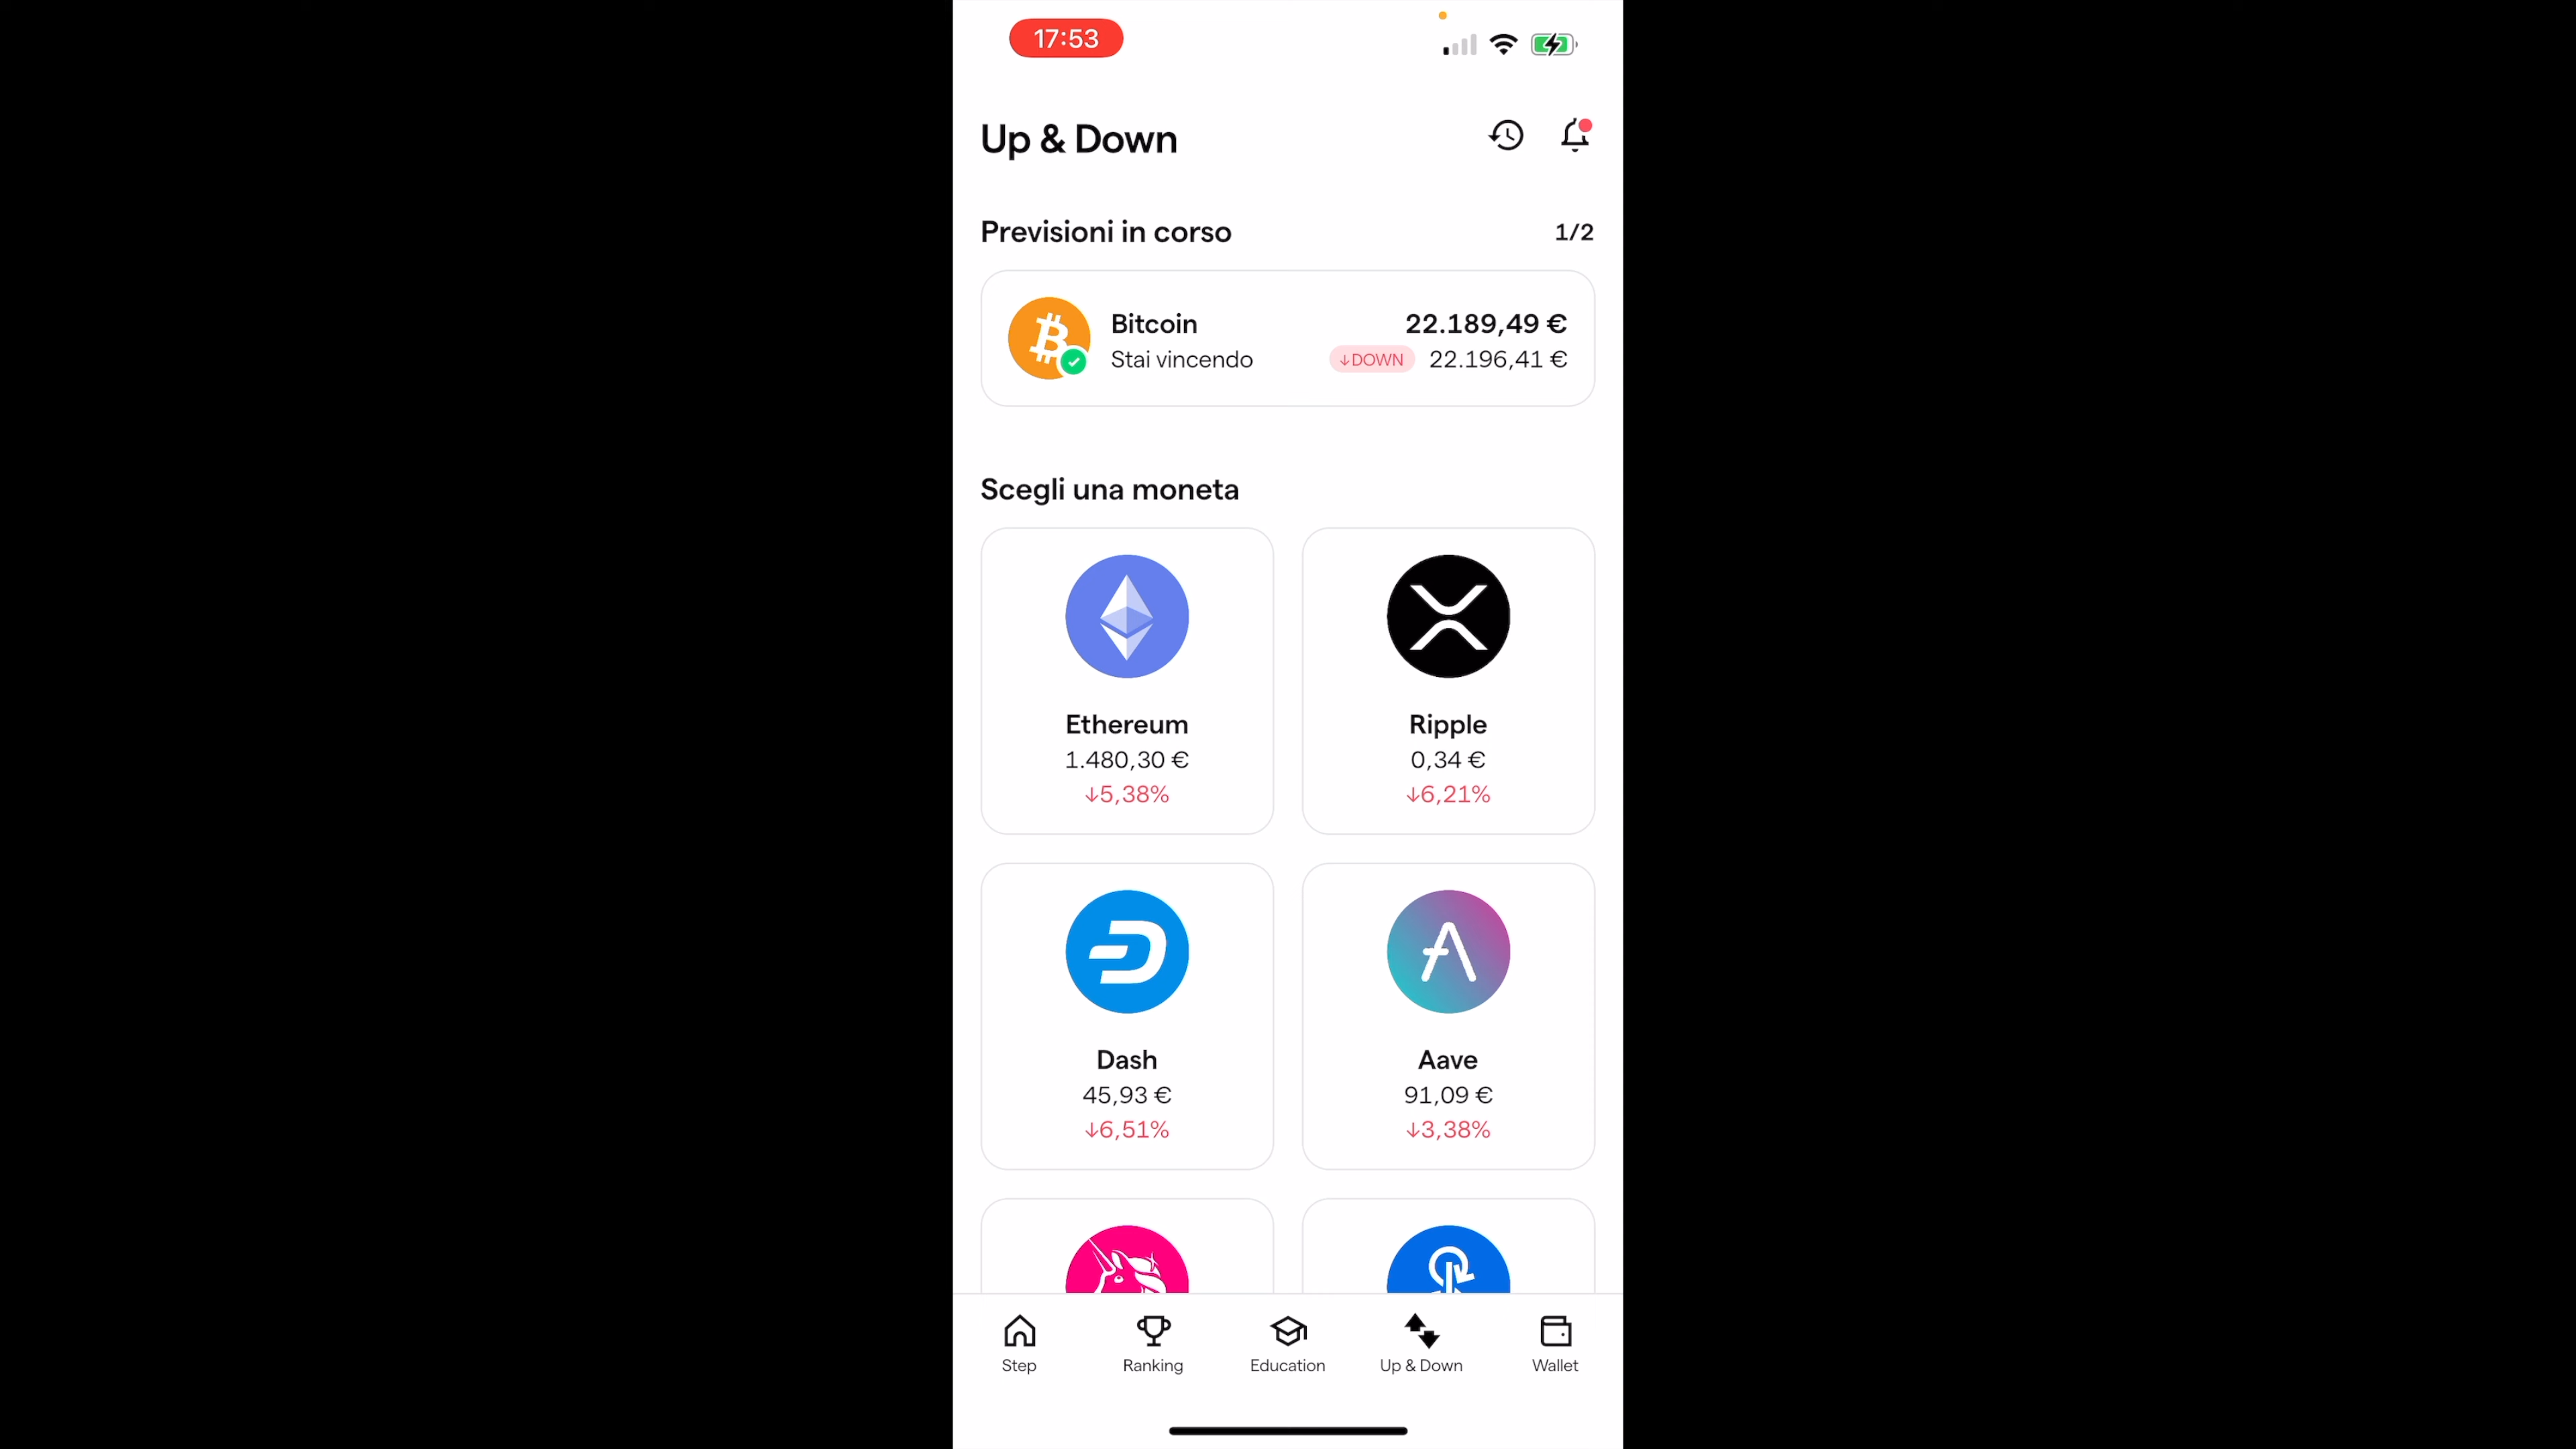 17:53
Up & Down
Previsioni in corso 1/2
Bitcoin 22.189,49 €
Stai vincendo ↓DOWN 22.196,41 €
Scegli una moneta
Ethereum Ripple
1.480,30 € 0,34 €
↓5,38% ↓6,21%
Dash Aave
45,93 € 91,09 €
↓6,51% ↓3,38%
Step Ranking Education Up & Down Wallet